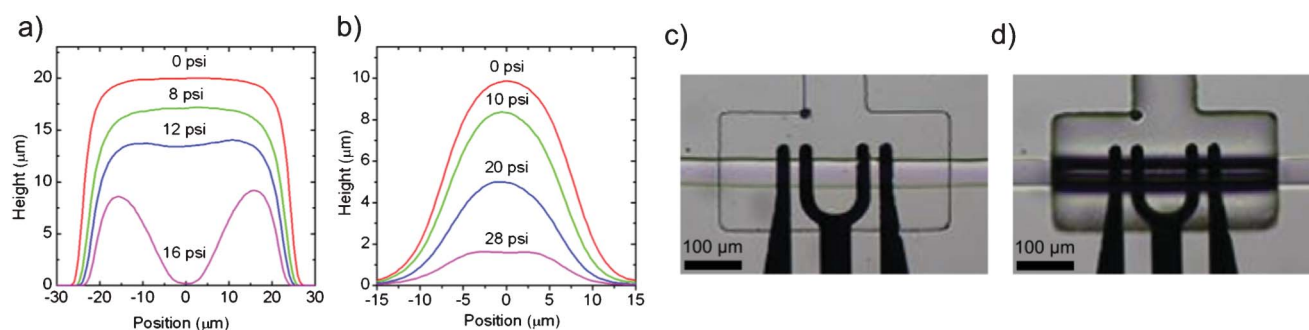 a)
20
15
10
5
0
Height (μm)
0 psi
8 psi
12 psi
16 psi
-30 -20 -10 0 10 20 30
Position (μm)
b)
10
8
6
4
2
0
Height (μm)
0 psi
10 psi
20 psi
28 psi
-15 -10 -5 0 5 10 15
Position (μm)
c)
100 μm
d)
100 μm